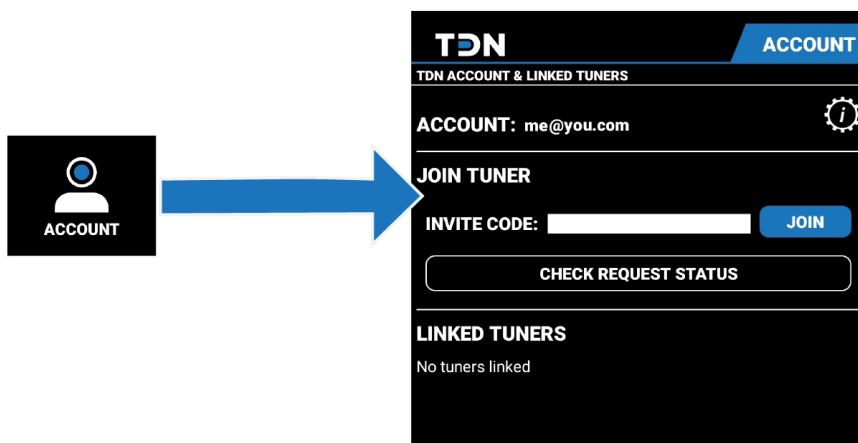 ACCOUNT
TDN
ACCOUNT
TDN ACCOUNT & LINKED TUNERS
ACCOUNT: me@you.com
i
JOIN TUNER
INVITE CODE:
JOIN
CHECK REQUEST STATUS
LINKED TUNERS
No tuners linked